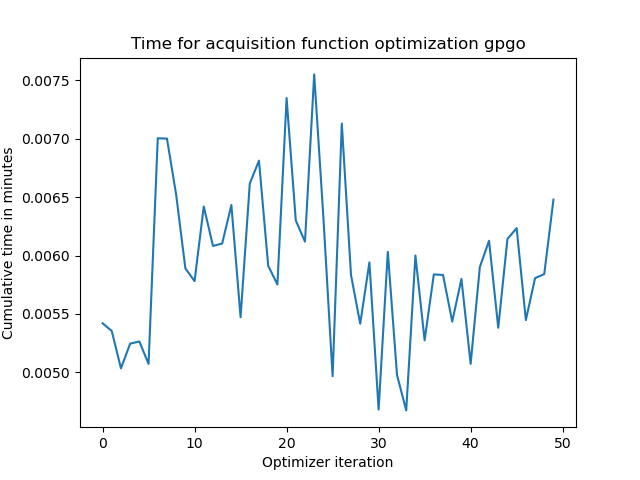 Time for acquisition function optimization gpgo
Cumulative time in minutes
0.0075
0.0070
0.0065
0.0060
0.0055
0.0050
0 10 20 30 40 50
Optimizer iteration